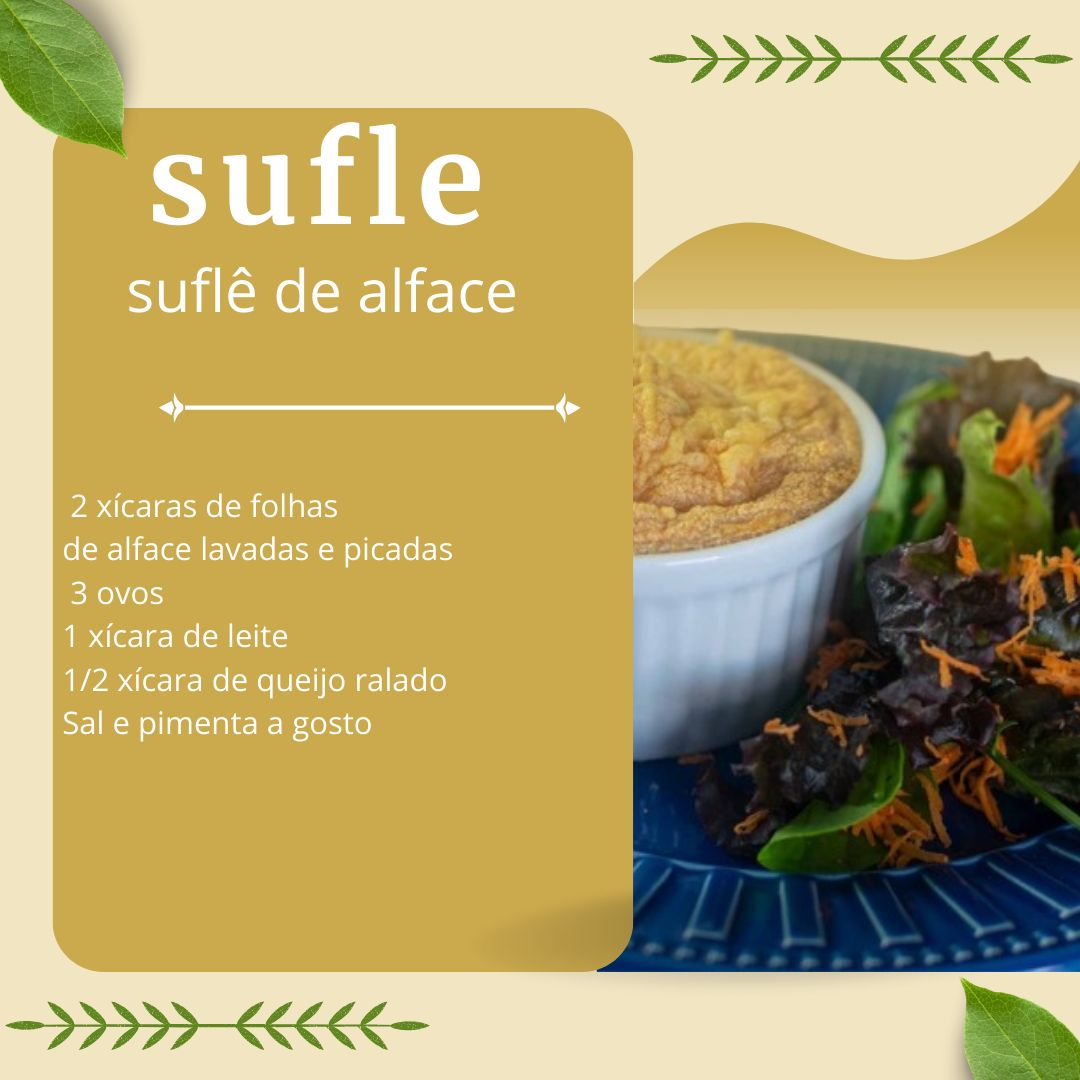 sufle
suflê de alface
2 xícaras de folhas
de alface lavadas e picadas
3 ovos
1 xícara de leite
1/2 xícara de queijo ralado
Sal e pimenta a gosto